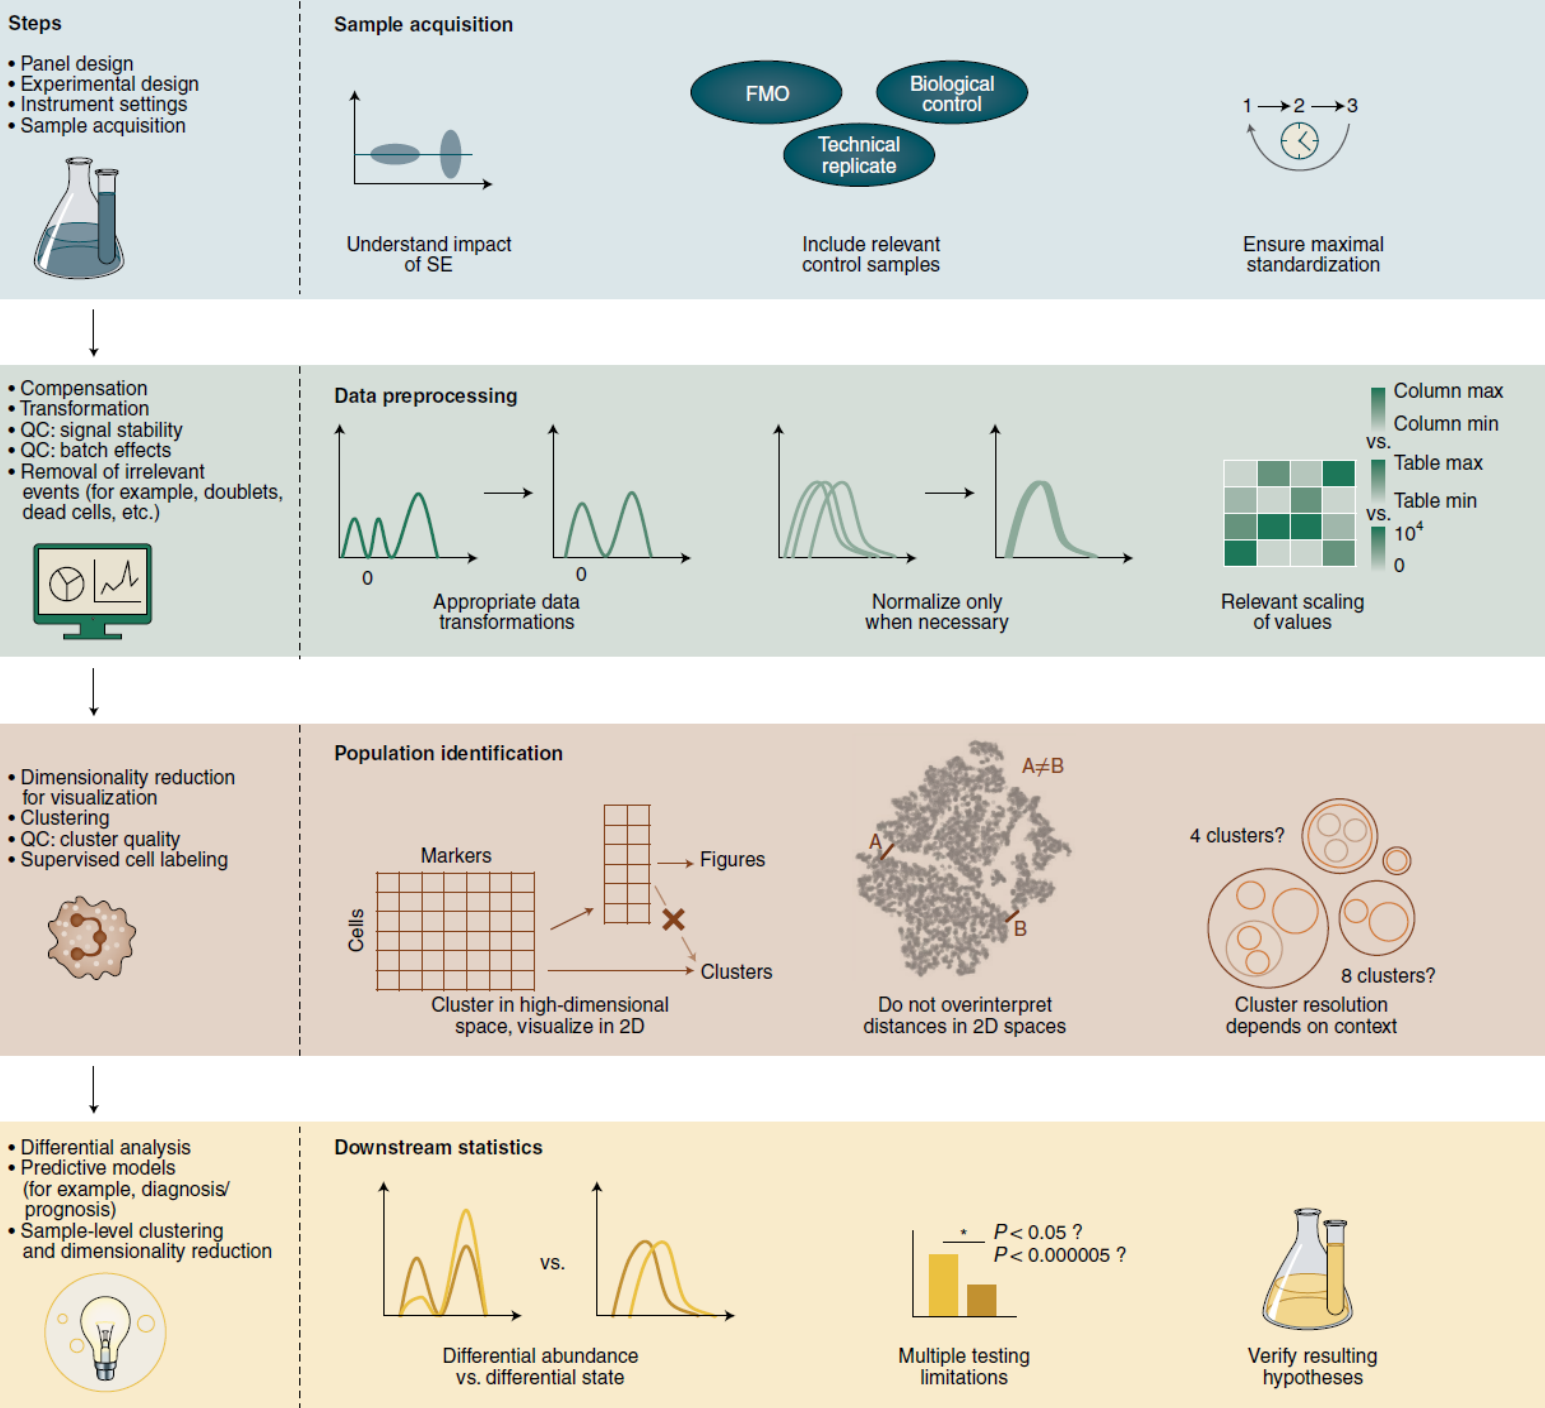 Steps
• Panel design
• Experimental design
• Instrument settings
• Sample acquisition
Sample acquisition
Understand impact
of SE
FMO
Biological
control
Technical
replicate
Include relevant
control samples
1 → 2 → 3
Ensure maximal
standardization
• Compensation
• Transformation
• QC: signal stability
• QC: batch effects
• Removal of irrelevant
events (for example, doublets,
dead cells, etc.)
Data preprocessing
0
0
Appropriate data
transformations
Normalize only
when necessary
Column max
Column min
vs.
Table max
Table min
vs.
10⁴
0
Relevant scaling
of values
• Dimensionality reduction
for visualization
• Clustering
• QC: cluster quality
• Supervised cell labeling
Population identification
Markers
Cells
Figures
Clusters
Cluster in high-dimensional
space, visualize in 2D
A≠B
A
B
Do not overinterpret
distances in 2D spaces
4 clusters?
8 clusters?
Cluster resolution
depends on context
• Differential analysis
• Predictive models
(for example, diagnosis/
prognosis)
• Sample-level clustering
and dimensionality reduction
Downstream statistics
vs.
Differential abundance
vs. differential state
*
P < 0.05 ?
P < 0.000005 ?
Multiple testing
limitations
Verify resulting
hypotheses